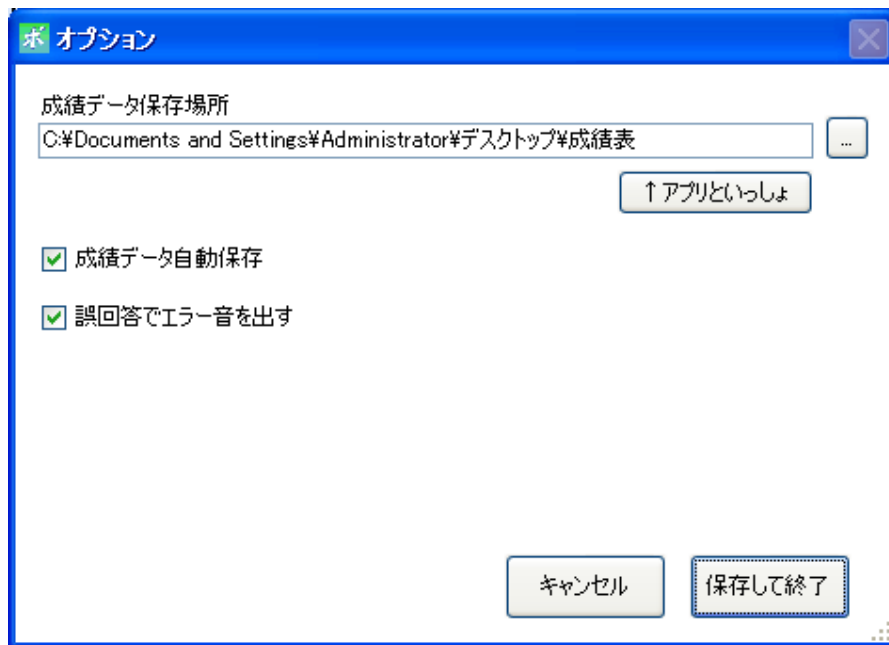 ボ オプション
成績データ保存場所
C:¥Documents and Settings¥Administrator¥デスクトップ¥成績表
...
↑アプリといっしょ
成績データ自動保存
誤回答でエラー音を出す
キャンセル
保存して終了